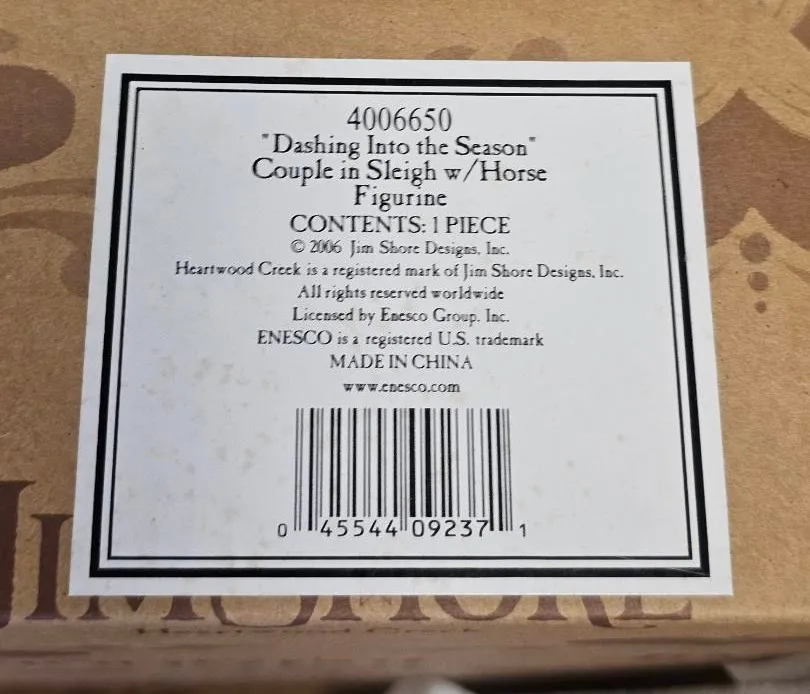 4006650
"Dashing Into the Season"
Couple in Sleigh w/Horse
Figurine
CONTENTS: 1 PIECE
© 2006 Jim Shore Designs, Inc.
Heartwood Creek is a registered mark of Jim Shore Designs, Inc.
All rights reserved worldwide
Licensed by Enesco Group, Inc.
ENESCO is a registered U.S. trademark
MADE IN CHINA
www.enesco.com
0 45544 09237 1
JIM SHORE